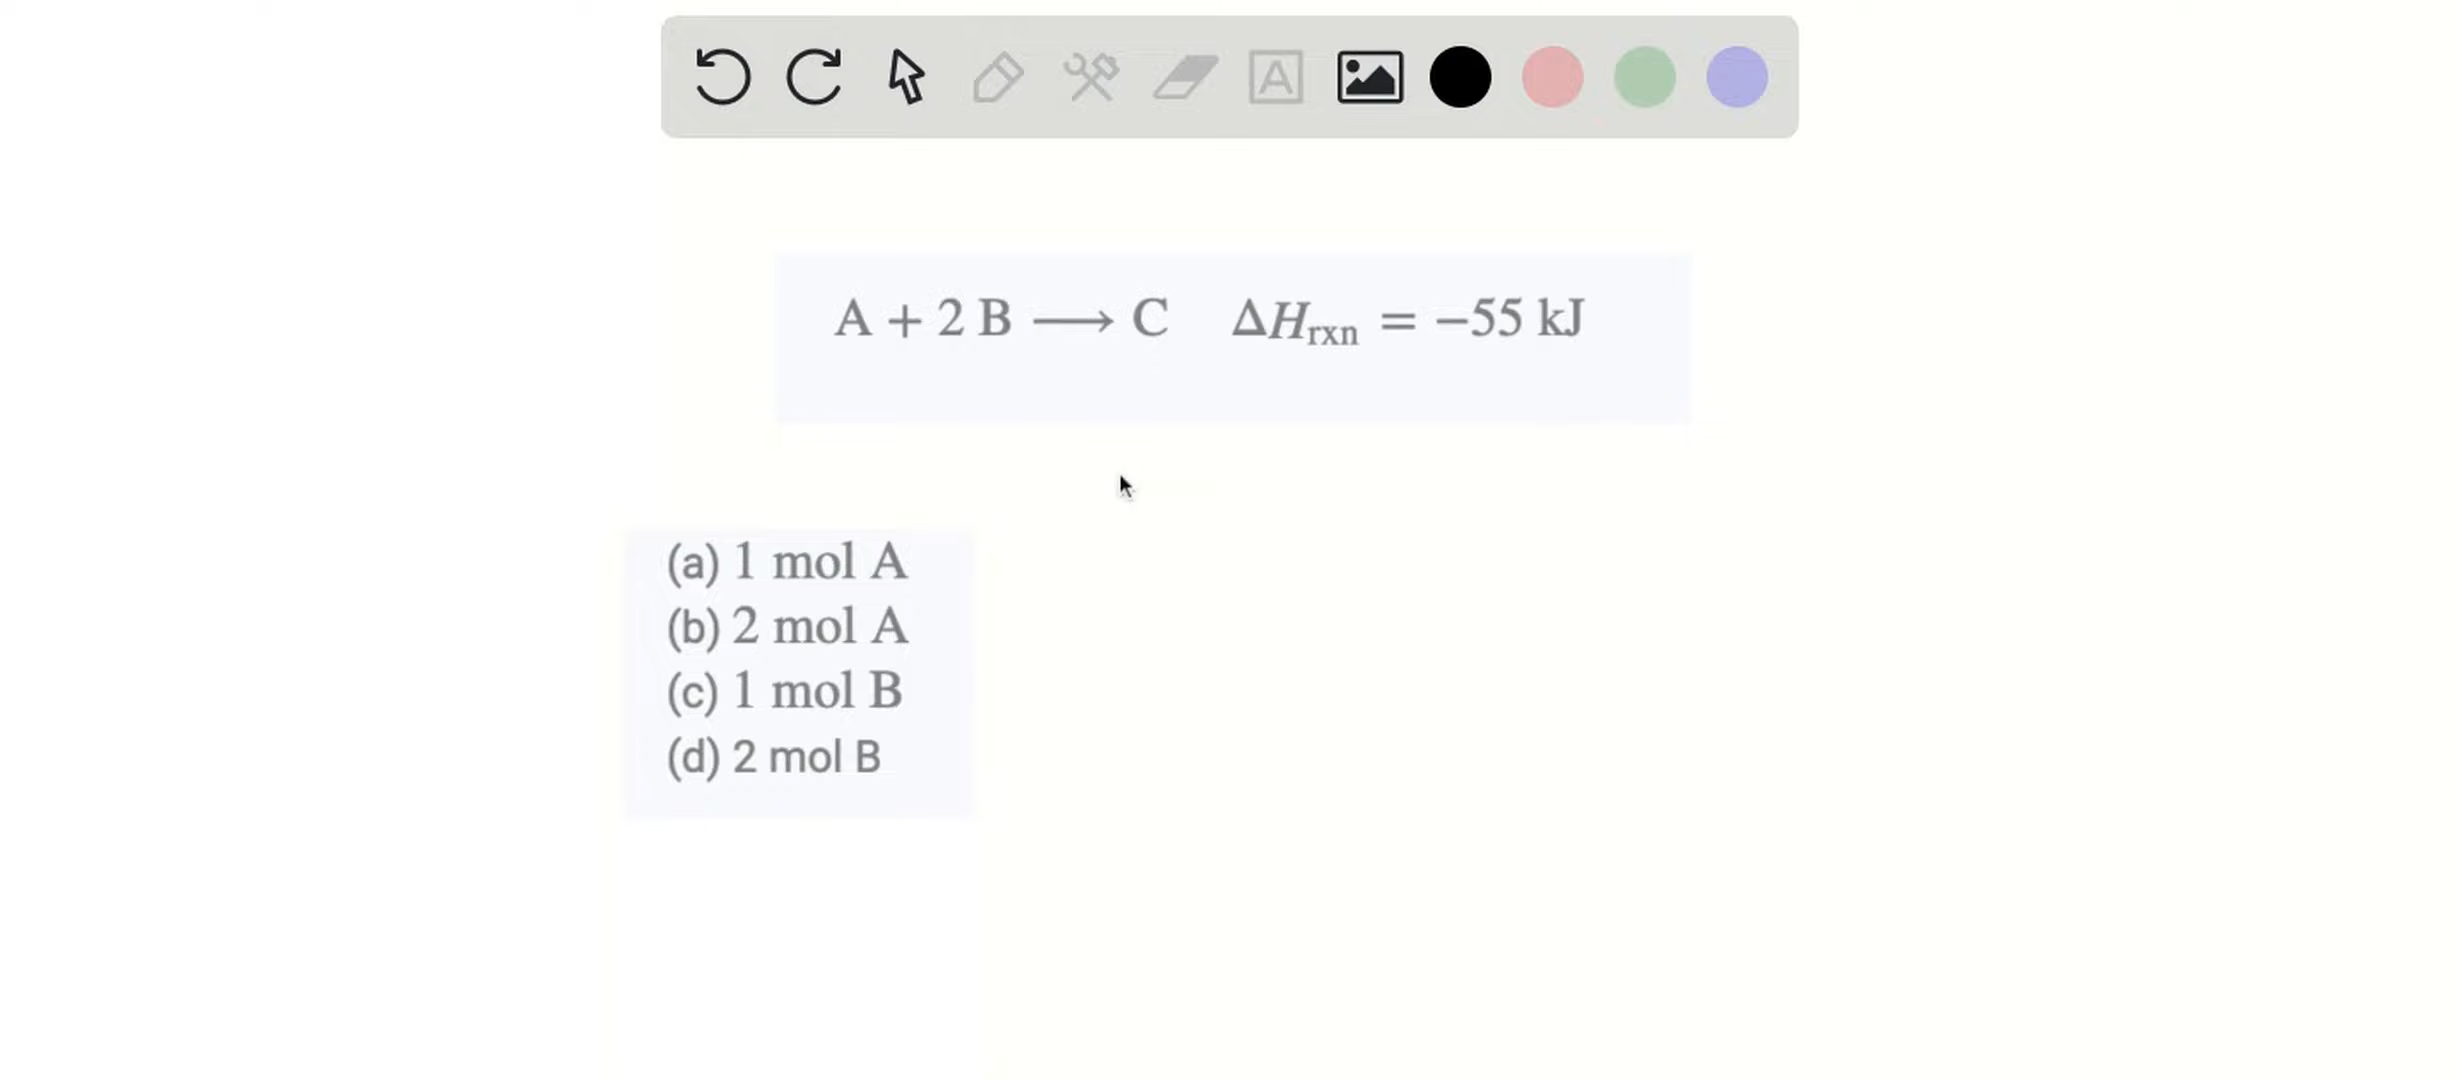 A
A + 2 B ⟶ C ΔH_rxn = −55 kJ
(a) 1 mol A
(b) 2 mol A
(c) 1 mol B
(d) 2 mol B